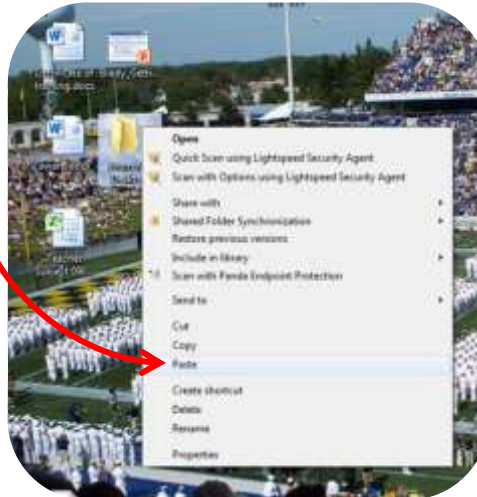 Open
Quick Scan using Lightspeed Security Agent
Scan with Options using Lightspeed Security Agent
Share with
Shared Folder Synchronization
Restore previous versions
Include in library
Scan with Panda Endpoint Protection
Send to
Cut
Copy
Paste
Create shortcut
Delete
Rename
Properties